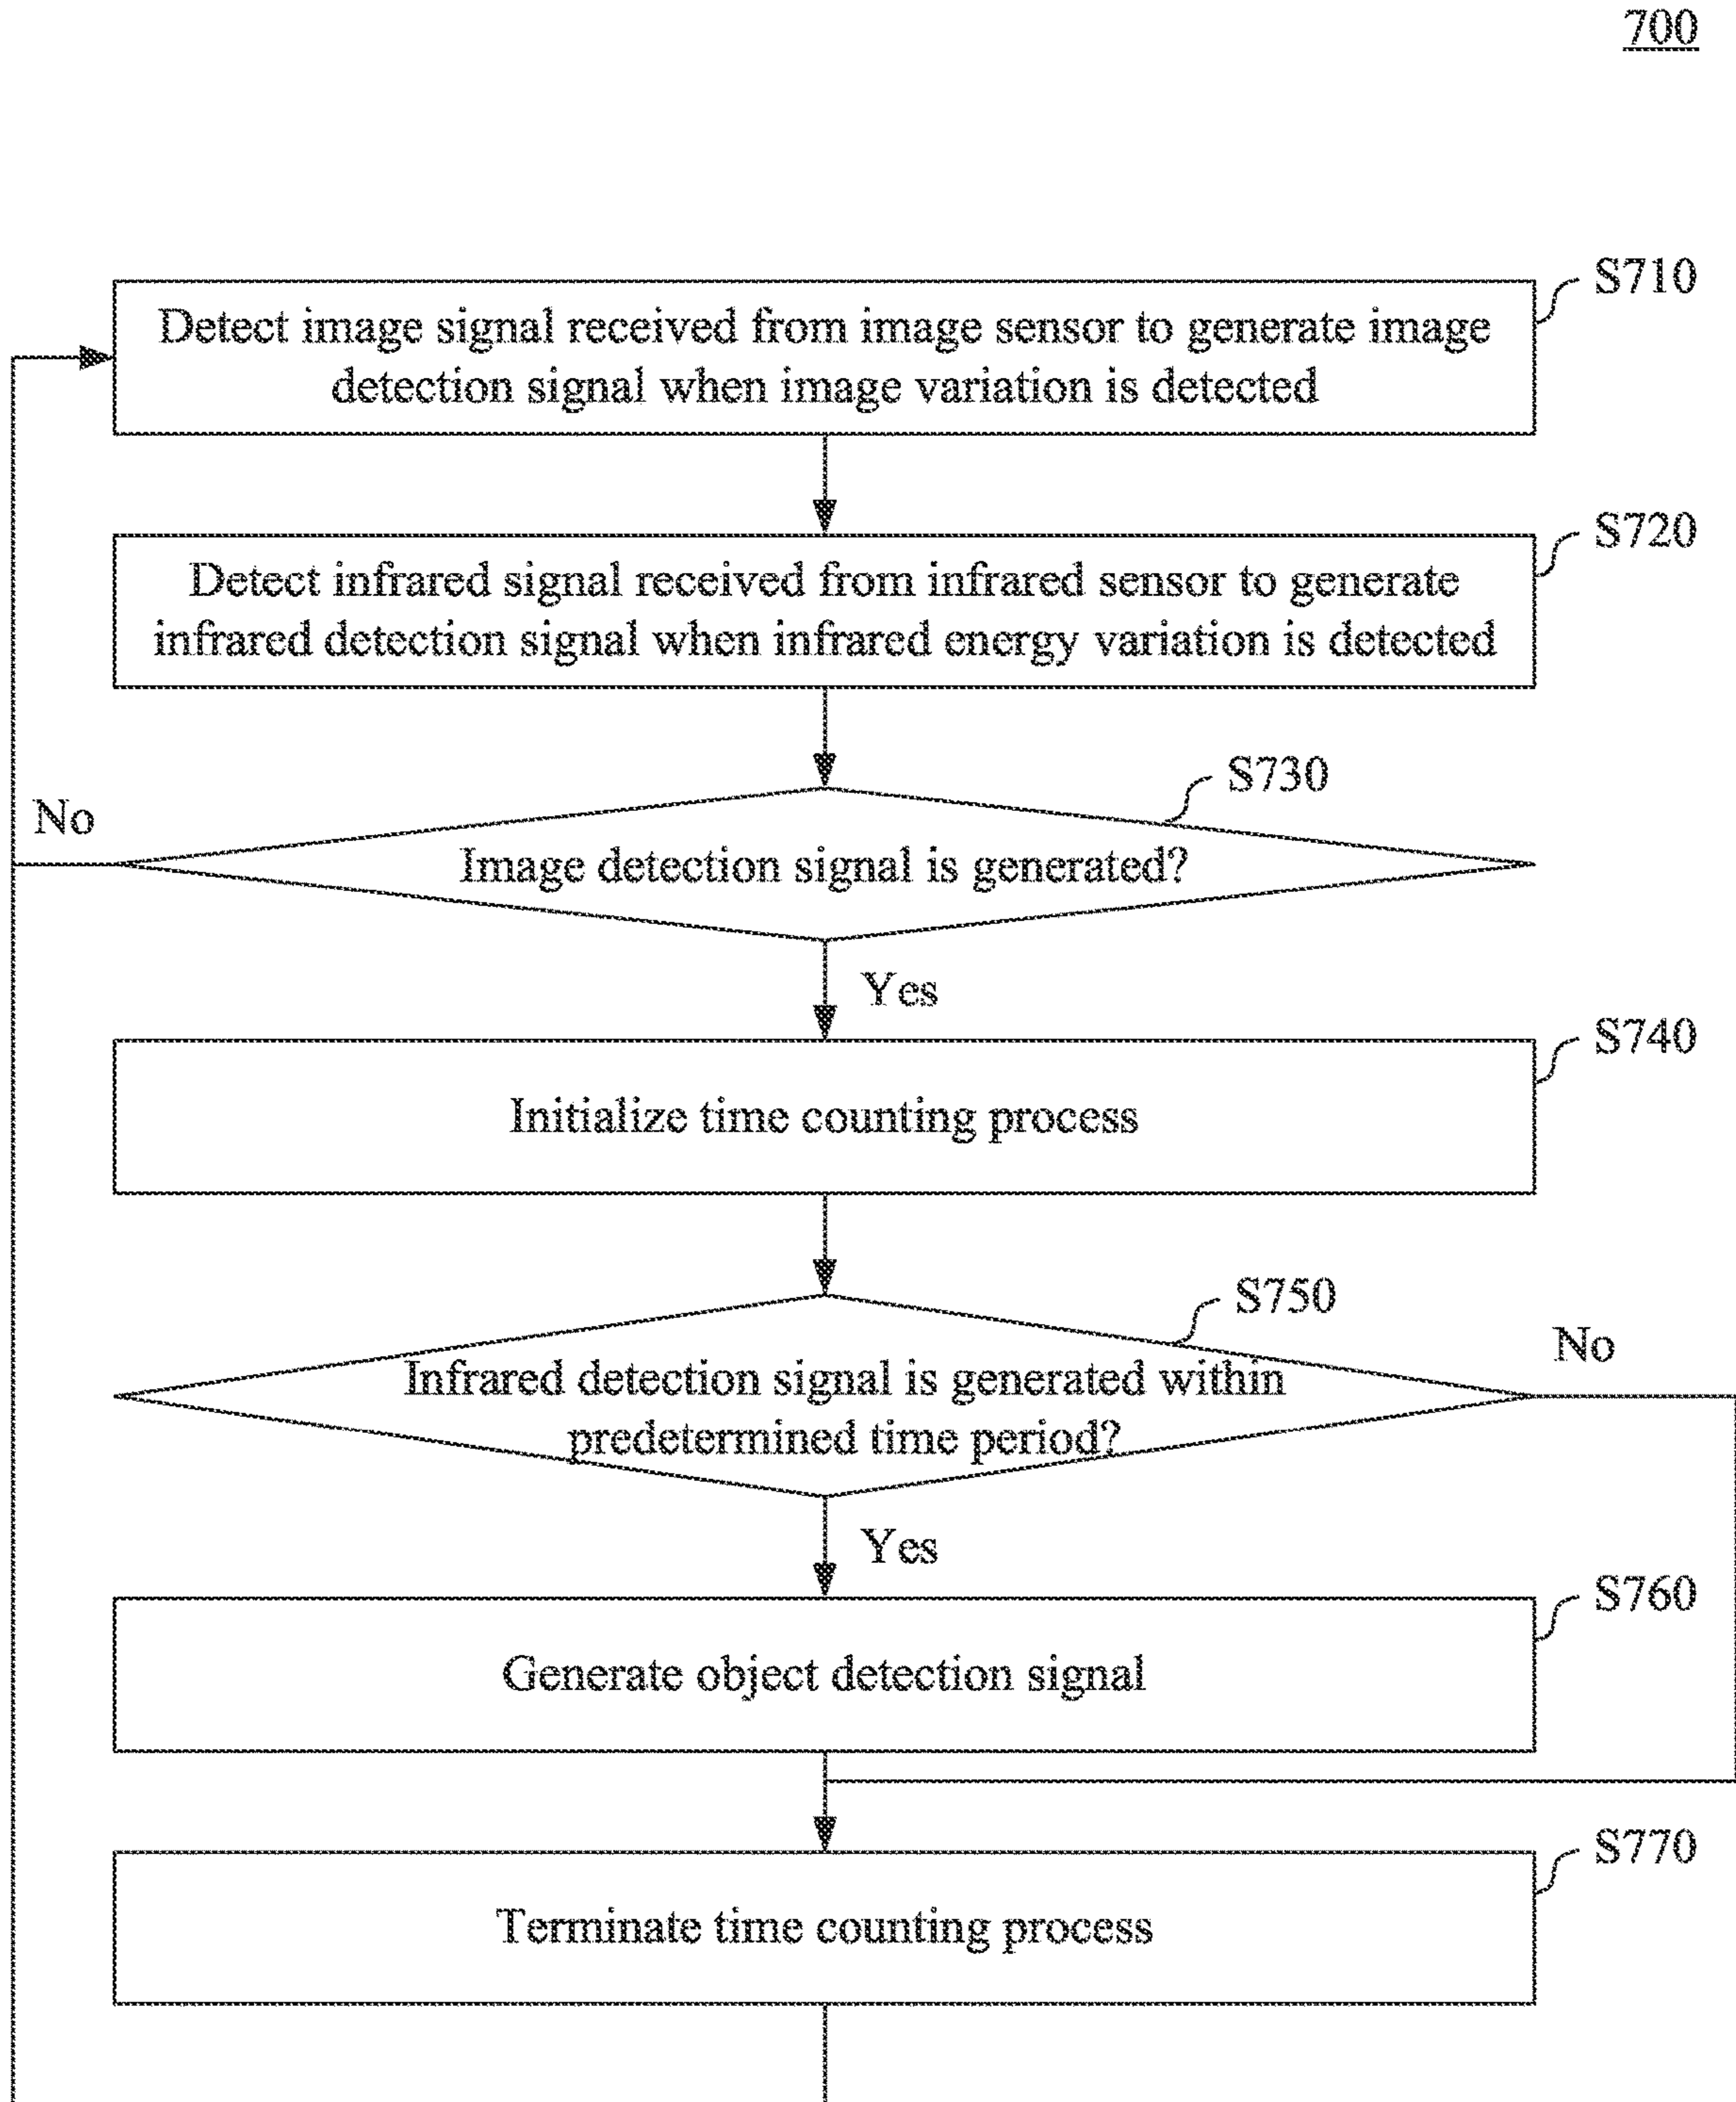 700
S710
Detect image signal received from image sensor to generate image
detection signal when image variation is detected
S720
Detect infrared signal received from infrared sensor to generate
infrared detection signal when infrared energy variation is detected
S730
No
Image detection signal is generated?
Yes
S740
Initialize time counting process
S750
No
Infrared detection signal is generated within
predetermined time period?
Yes
S760
Generate object detection signal
S770
Terminate time counting process